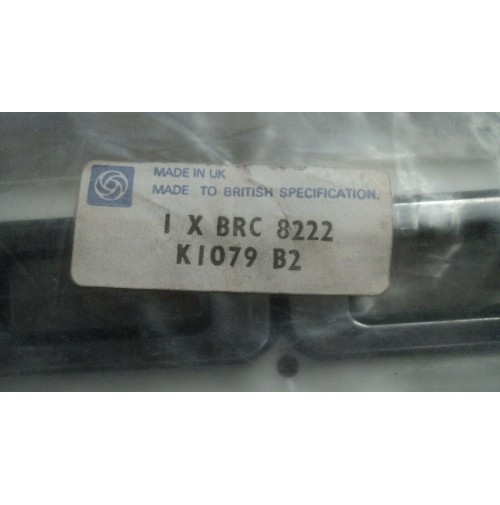 MADE IN UK
MADE TO BRITISH SPECIFICATION.
1 X BRC 8222
K1079 B2